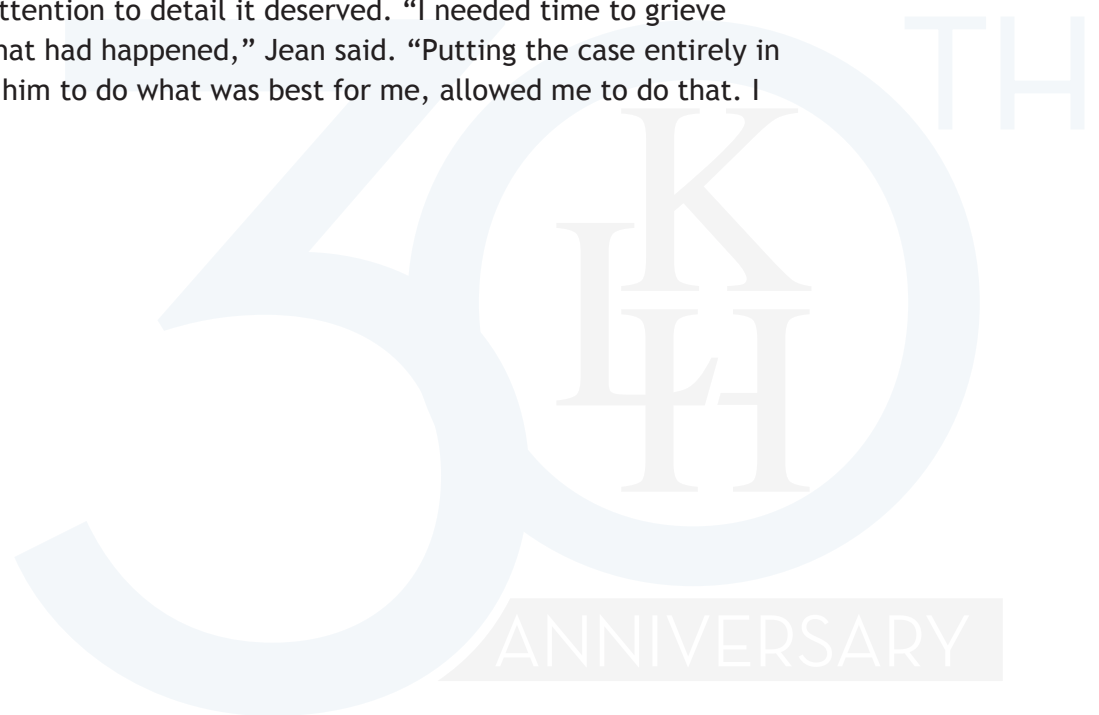 ttention to detail it deserved. “I needed time to grieve
hat had happened,” Jean said. “Putting the case entirely in
him to do what was best for me, allowed me to do that. I
30TH
K
L
H
ANNIVERSARY